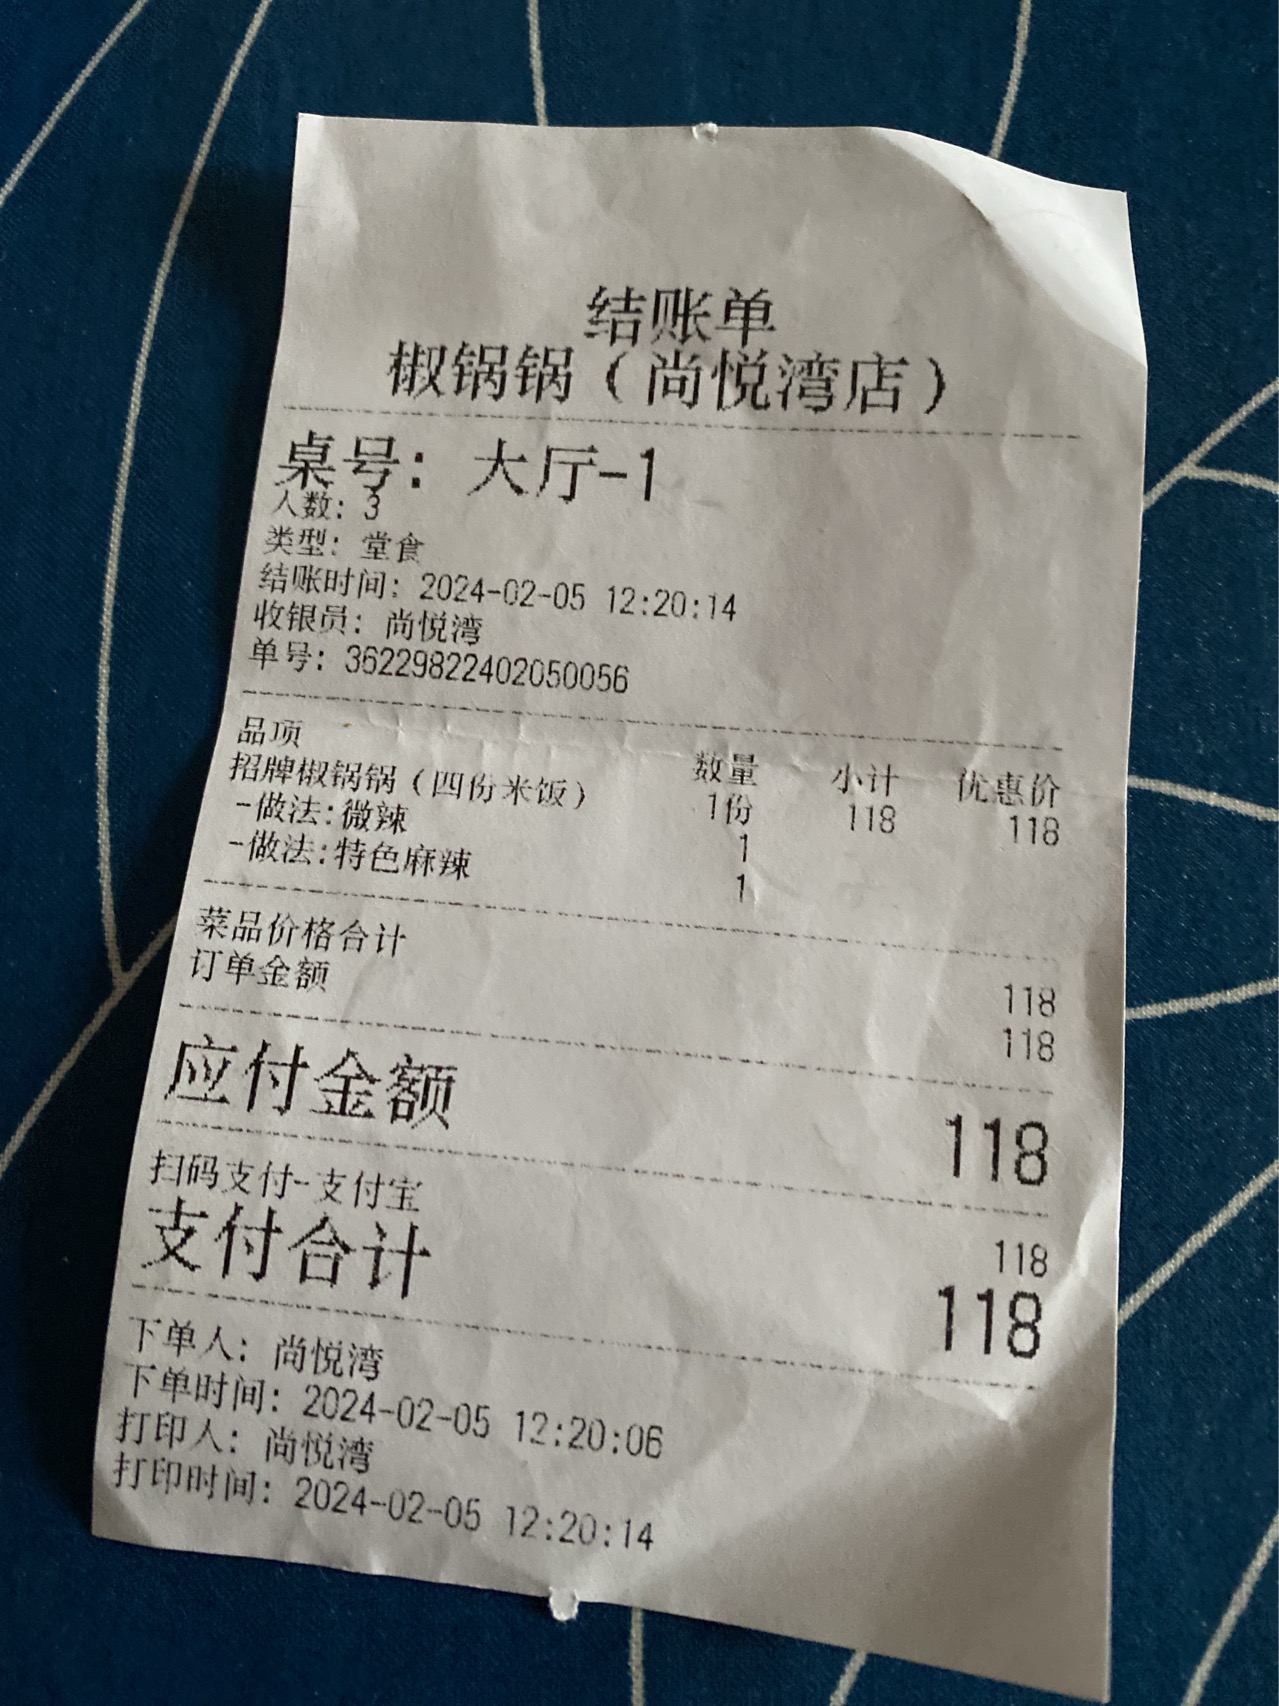 结账单
椒锅锅（尚悦湾店）
桌号：大厅-1
人数：3
类型：堂食
结账时间：2024-02-05 12:20:14
收银员：尚悦湾
单号：36229822402050056
品项 数量 小计 优惠价
招牌椒锅锅（四份米饭） 1份 118 118
-做法:微辣 1
-做法:特色麻辣 1
菜品价格合计 118
订单金额 118
应付金额 118
扫码支付-支付宝 118
支付合计 118
下单人：尚悦湾
下单时间：2024-02-05 12:20:06
打印人：尚悦湾
打印时间：2024-02-05 12:20:14